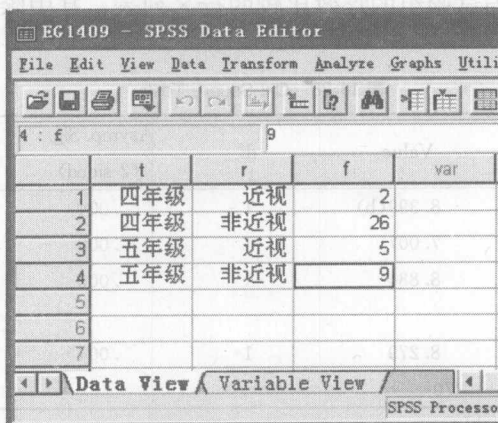 EG1409 - SPSS Data Editor
File Edit View Data Transform Analyze Graphs Utili
4 : f 9
t r f var
1 四年级 近视 2
2 四年级 非近视 26
3 五年级 近视 5
4 五年级 非近视 9
5
6
7
Data View Variable View
SPSS Processo